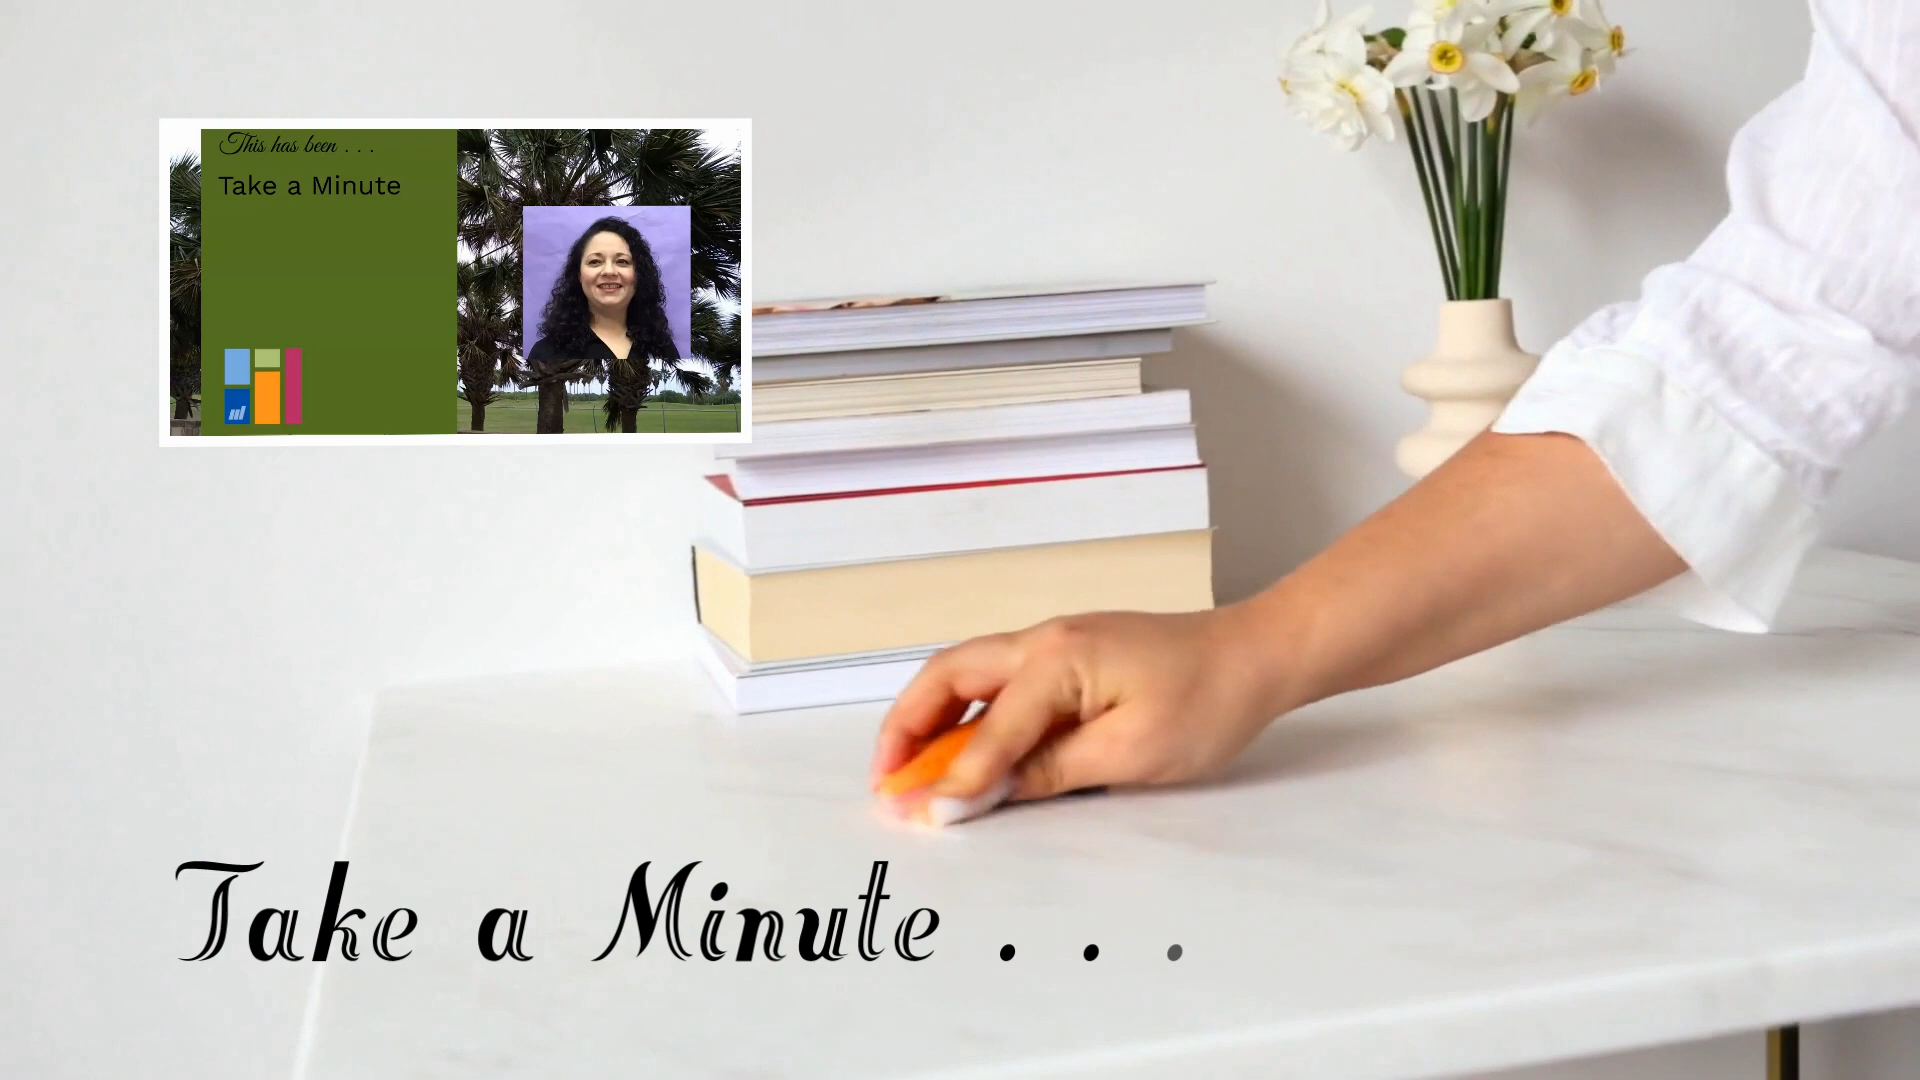 This has been . . .
Take a Minute
Take a Minute . . .